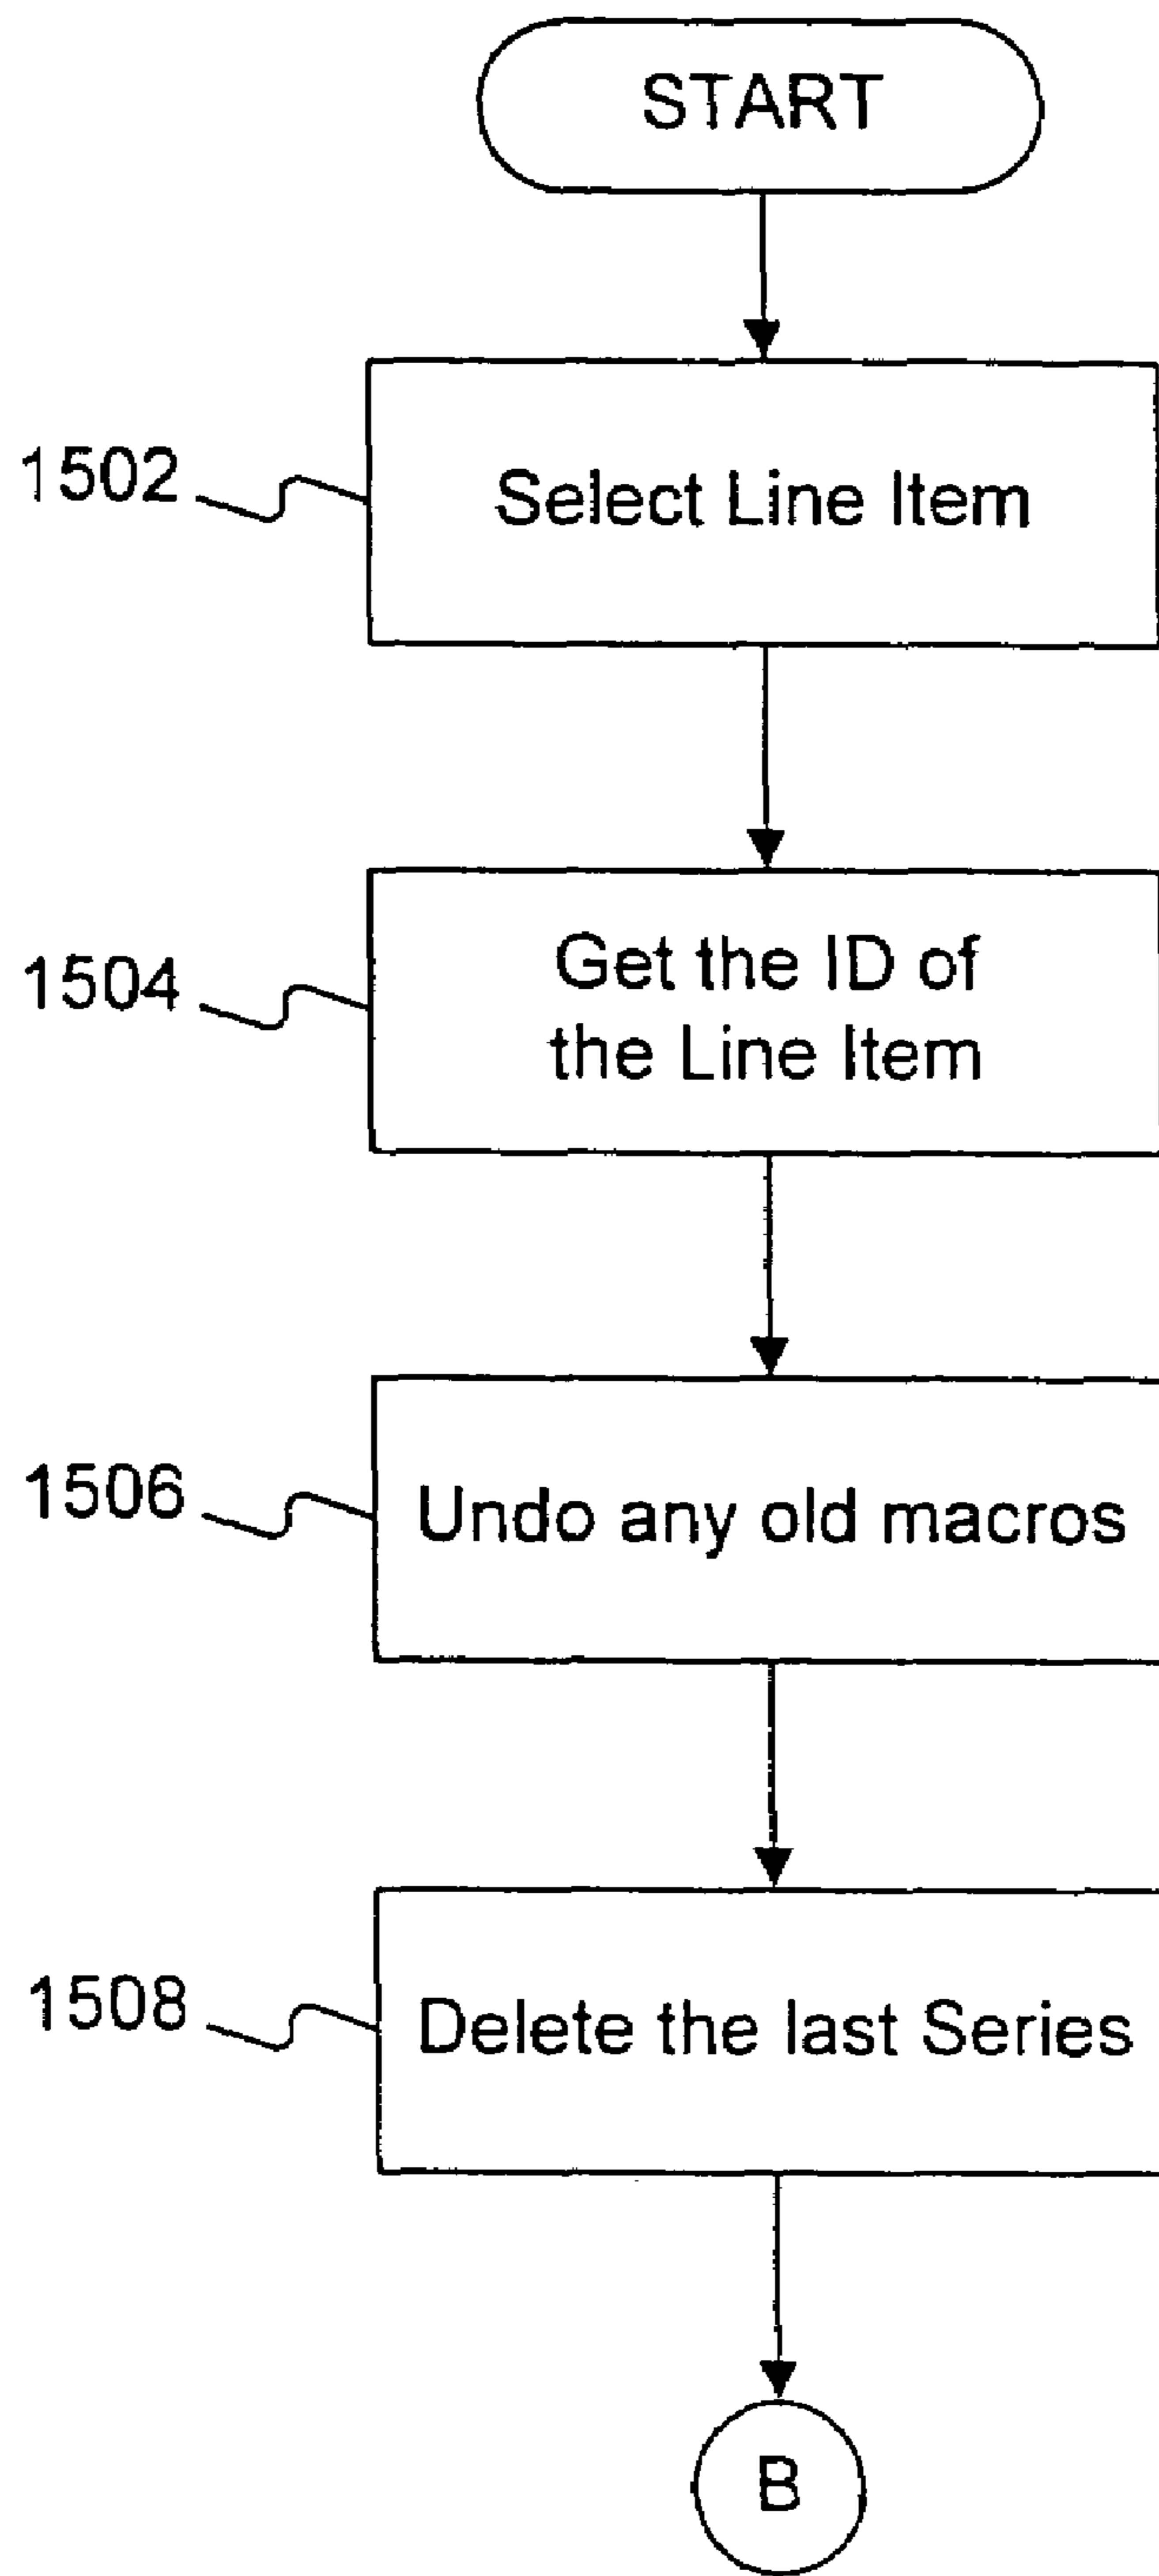 START
1502
Select Line Item
1504
Get the ID of
the Line Item
1506
Undo any old macros
1508
Delete the last Series
B